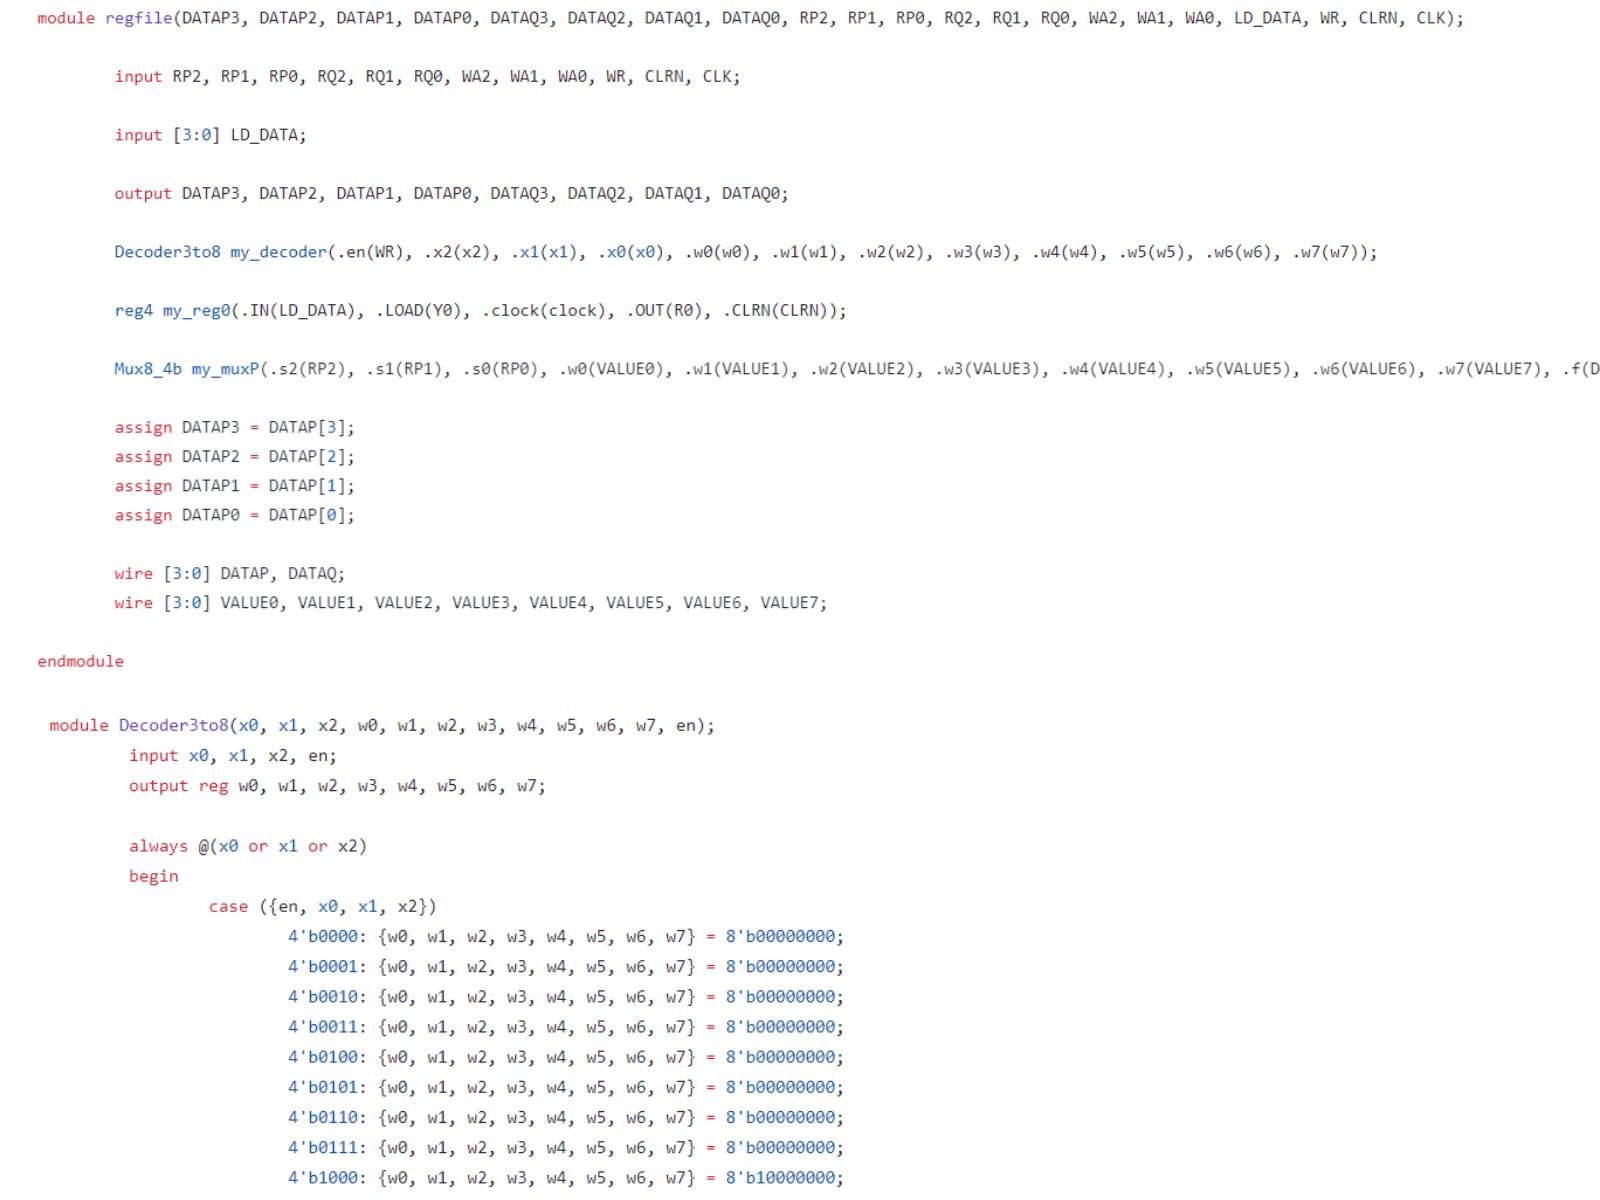 module regfile(DATAP3, DATAP2, DATAP1, DATAP0, DATAQ3, DATAQ2, DATAQ1, DATAQ0, RP2, RP1, RP0, RQ2, RQ1, RQ0, WA2, WA1, WA0, LD_DATA, WR, CLRN, CLK);
input RP2, RP1, RP0, RQ2, RQ1, RQ0, WA2, WA1, WA0, WR, CLRN, CLK;
input [3:0] LD_DATA;
output DATAP3, DATAP2, DATAP1, DATAP0, DATAQ3, DATAQ2, DATAQ1, DATAQ0;
Decoder3to8 my_decoder(.en(WR), .x2(x2), .x1(x1), .x0(x0), .w0(w0), .w1(w1), .w2(w2), .w3(w3), .w4(w4), .w5(w5), .w6(w6), .w7(w7));
reg4 my_reg0(.IN(LD_DATA), .LOAD(Y0), .clock(clock), .OUT(R0), .CLRN(CLRN));
Mux8_4b my_muxP(.s2(RP2), .s1(RP1), .s0(RP0), .w0(VALUE0), .w1(VALUE1), .w2(VALUE2), .w3(VALUE3), .w4(VALUE4), .w5(VALUE5), .w6(VALUE6), .w7(VALUE7), .f(D
assign DATAP3 = DATAP[3];
assign DATAP2 = DATAP[2];
assign DATAP1 = DATAP[1];
assign DATAP0 = DATAP[0];
wire [3:0] DATAP, DATAQ;
wire [3:0] VALUE0, VALUE1, VALUE2, VALUE3, VALUE4, VALUE5, VALUE6, VALUE7;
endmodule
module Decoder3to8(x0, x1, x2, w0, w1, w2, w3, w4, w5, w6, w7, en);
input x0, x1, x2, en;
output reg w0, w1, w2, w3, w4, w5, w6, w7;
always @(x0 or x1 or x2)
begin
case ({en, x0, x1, x2})
4'b0000: {w0, w1, w2, w3, w4, w5, w6, w7} = 8'b00000000;
4'b0001: {w0, w1, w2, w3, w4, w5, w6, w7} = 8'b00000000;
4'b0010: {w0, w1, w2, w3, w4, w5, w6, w7} = 8'b00000000;
4'b0011: {w0, w1, w2, w3, w4, w5, w6, w7} = 8'b00000000;
4'b0100: {w0, w1, w2, w3, w4, w5, w6, w7} = 8'b00000000;
4'b0101: {w0, w1, w2, w3, w4, w5, w6, w7} = 8'b00000000;
4'b0110: {w0, w1, w2, w3, w4, w5, w6, w7} = 8'b00000000;
4'b0111: {w0, w1, w2, w3, w4, w5, w6, w7} = 8'b00000000;
4'b1000: {w0, w1, w2, w3, w4, w5, w6, w7} = 8'b10000000;